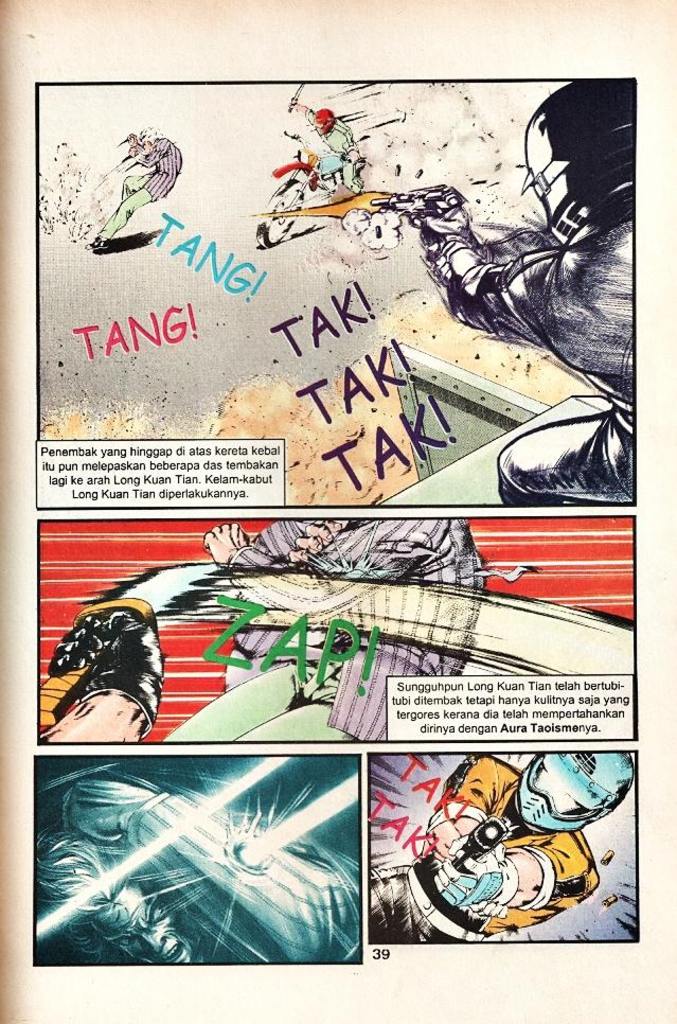 TANG!
TANG!
TAK!
TAK!
TAK!
Penembak yang hinggap di atas kereta kebal
itu pun melepaskan beberapa das tembakan
lagi ke arah Long Kuan Tian. Kelam-kabut
Long Kuan Tian diperlakukannya.
ZAP!
Sungguhpun Long Kuan Tian telah bertubi-
tubi ditembak tetapi hanya kulitnya saja yang
tergores kerana dia telah mempertahankan
dirinya dengan Aura Taoismenya.
TAK!
TAK!
39